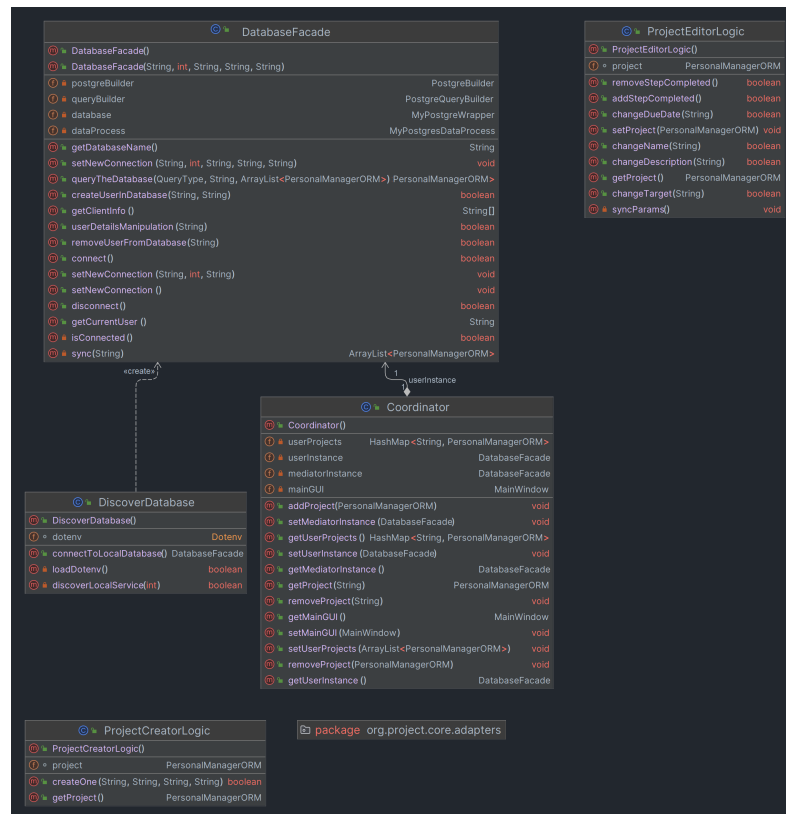 DatabaseFacade
DatabaseFacade()
DatabaseFacade(String, int, String, String, String)
postgreBuilder PostgreBuilder
queryBuilder PostgreQueryBuilder
database MyPostgreWrapper
dataProcess MyPostgresDataProcess
getDatabaseName() String
setNewConnection (String, int, String, String, String) void
queryTheDatabase(QueryType, String, ArrayList<PersonalManagerORM>) PersonalManagerORM>
createUserInDatabase(String, String) boolean
getClientInfo () String[]
userDetailsManipulation (String) boolean
removeUserFromDatabase(String) boolean
connect() boolean
setNewConnection (String, int, String) void
setNewConnection () void
disconnect() boolean
getCurrentUser () String
isConnected() boolean
sync(String) ArrayList<PersonalManagerORM>
ProjectEditorLogic
ProjectEditorLogic()
project PersonalManagerORM
removeStepCompleted() boolean
addStepCompleted() boolean
changeDueDate(String) boolean
setProject(PersonalManagerORM) void
changeName(String) boolean
changeDescription(String) boolean
getProject() PersonalManagerORM
changeTarget(String) boolean
syncParams() void
«create»
1
userInstance
1
Coordinator
Coordinator()
userProjects HashMap<String, PersonalManagerORM>
userInstance DatabaseFacade
mediatorInstance DatabaseFacade
mainGUI MainWindow
addProject(PersonalManagerORM) void
setMediatorInstance (DatabaseFacade) void
getUserProjects () HashMap<String, PersonalManagerORM>
setUserInstance (DatabaseFacade) void
getMediatorInstance () DatabaseFacade
getProject(String) PersonalManagerORM
removeProject(String) void
getMainGUI () MainWindow
setMainGUI (MainWindow) void
setUserProjects (ArrayList<PersonalManagerORM>) void
removeProject(PersonalManagerORM) void
getUserInstance () DatabaseFacade
DiscoverDatabase
DiscoverDatabase()
dotenv Dotenv
connectToLocalDatabase() DatabaseFacade
loadDotenv() boolean
discoverLocalService(int) boolean
ProjectCreatorLogic
ProjectCreatorLogic()
project PersonalManagerORM
createOne (String, String, String, String) boolean
getProject() PersonalManagerORM
package org.project.core.adapters